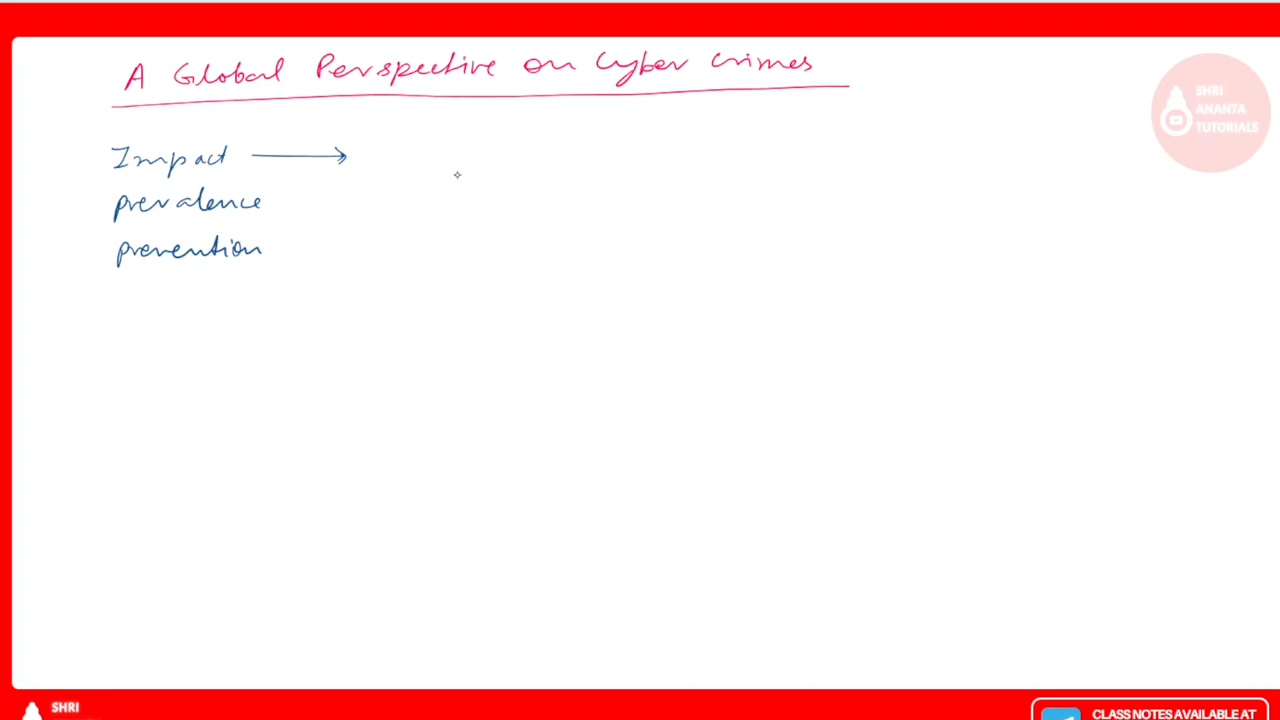 A Global Perspective on Cyber Crimes
SHRI
ANANTA
TUTORIALS
Impact
prevalence
prevention
SHRI
CLASS NOTES AVAILABLE AT